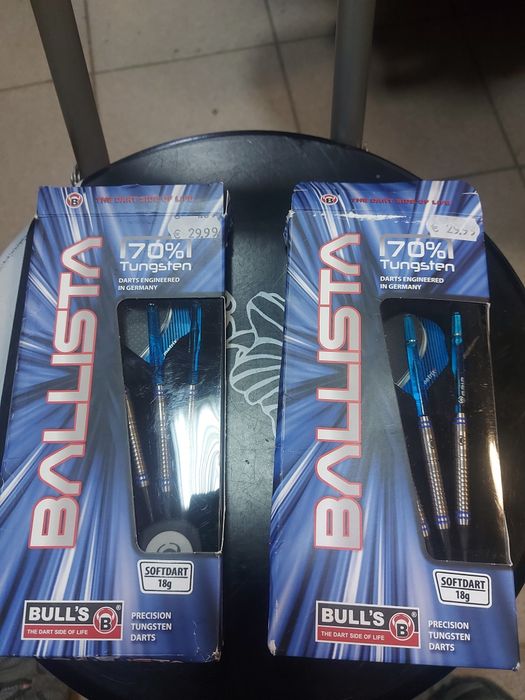 THE DARK SIDE OF LIFE
€ 29,99
70%
Tungsten
DARTS ENGINEERED
IN GERMANY
BALLISTA
SOFTDART
18g
BULL'S B ®
THE DART SIDE OF LIFE
PRECISION
TUNGSTEN
DARTS
B THE DART SIDE OF LIFE
€ 29,99
70%
Tungsten
DARTS ENGINEERED
IN GERMANY
BALLISTA
SOFTDART
18g
BULL'S B ®
THE DART SIDE OF LIFE
PRECISION
TUNGSTEN
DARTS